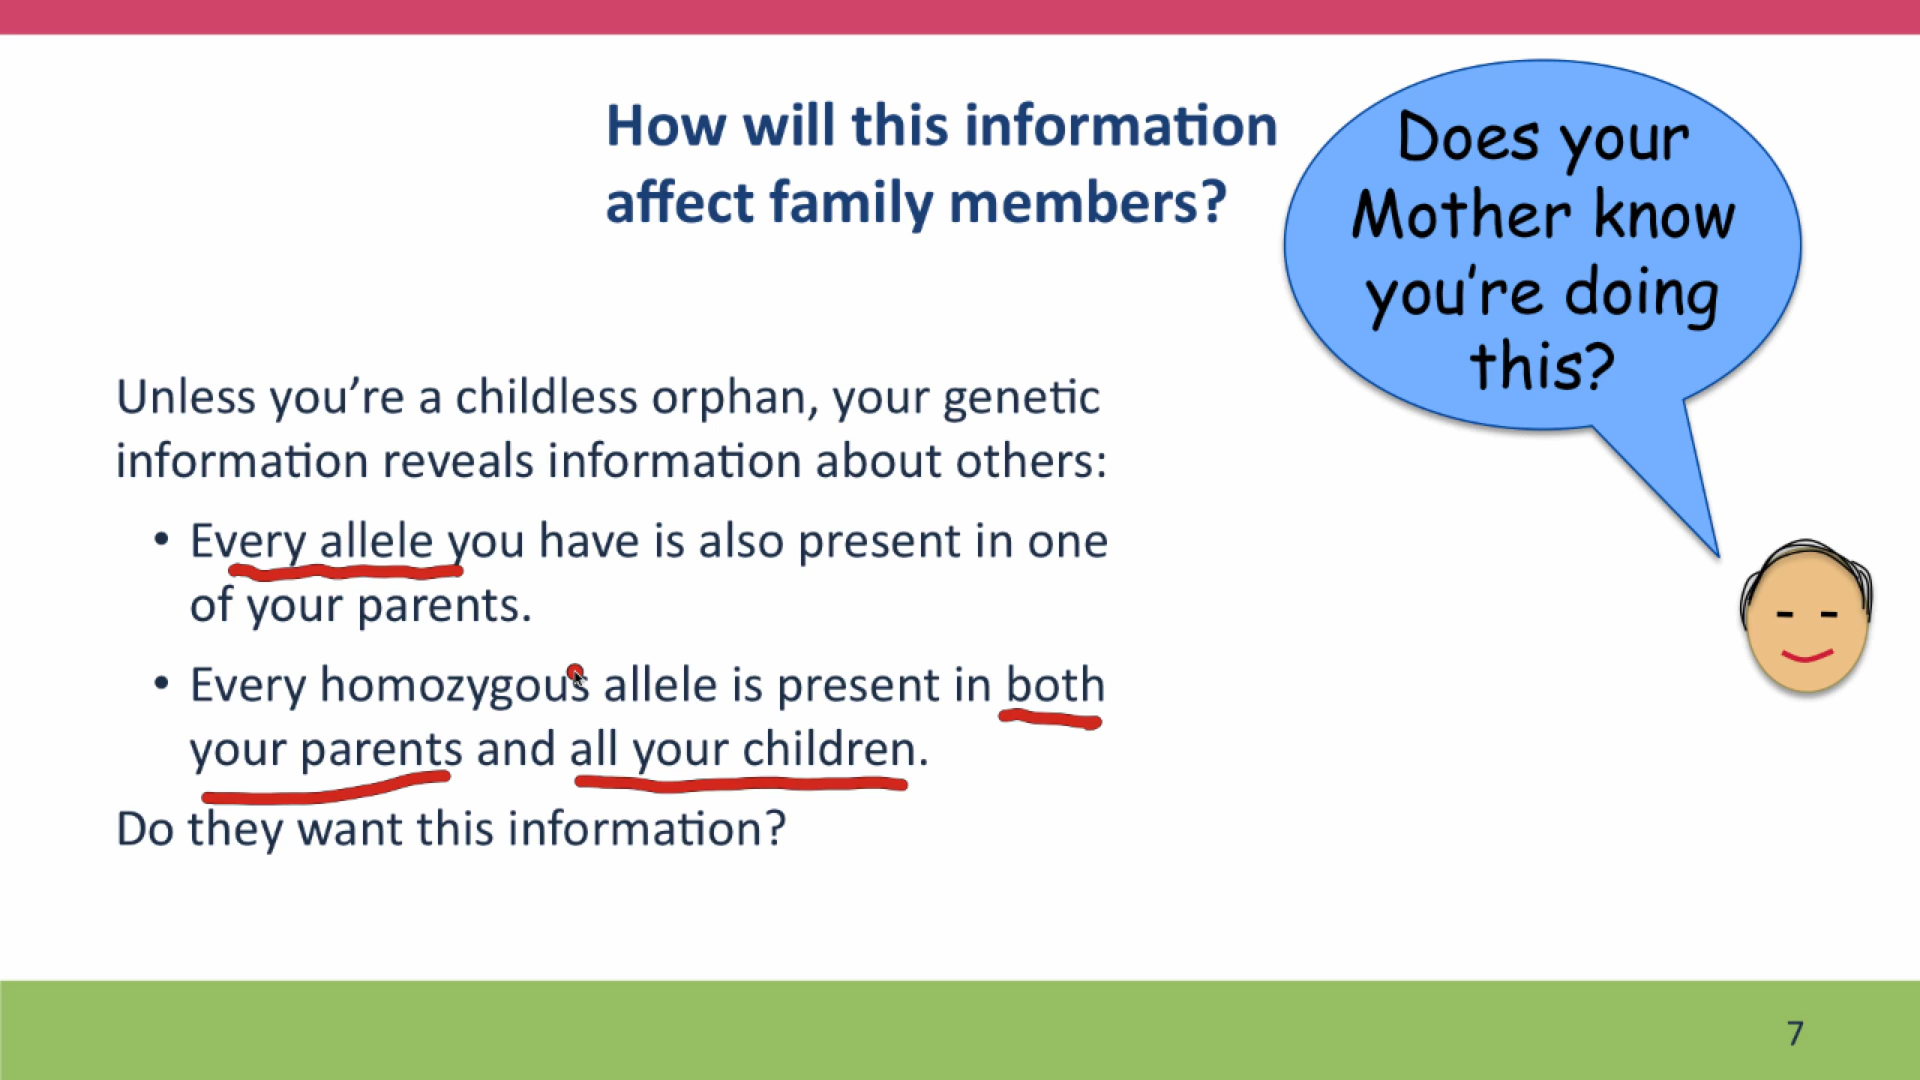 How will this information
affect family members?
Does your
Mother know
you're doing
this?
Unless you’re a childless orphan, your genetic
information reveals information about others:
• Every allele you have is also present in one
of your parents.
• Every homozygous allele is present in both
your parents and all your children.
Do they want this information?
7